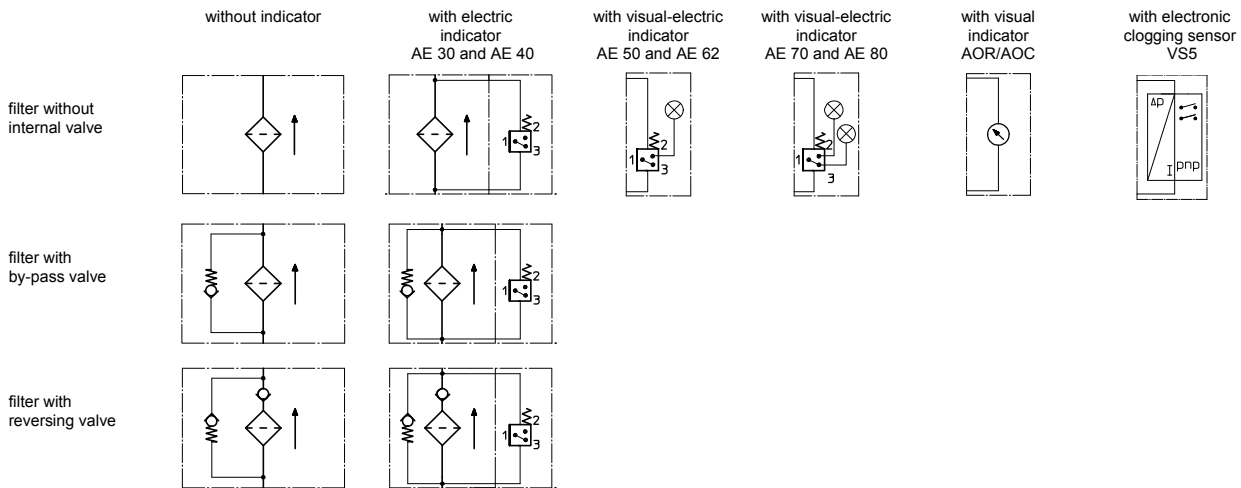 without indicator
with electric
indicator
AE 30 and AE 40
with visual-electric
indicator
AE 50 and AE 62
with visual-electric
indicator
AE 70 and AE 80
with visual
indicator
AOR/AOC
with electronic
clogging sensor
VS5
filter without
internal valve
1 2 3
1 2 3
1 2 3
Δp
I pnp
filter with
by-pass valve
1 2 3
filter with
reversing valve
1 2 3